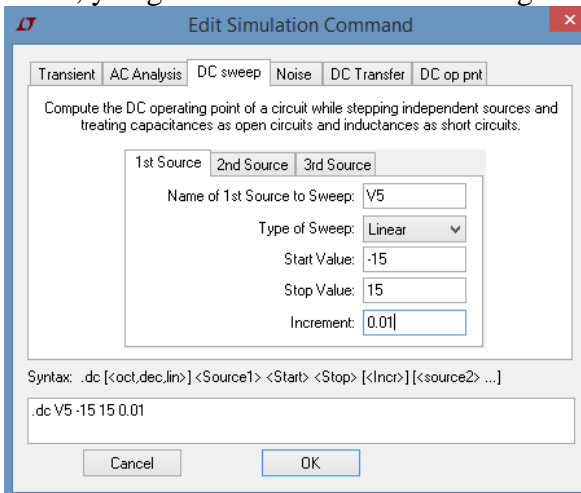 Edit Simulation Command
Transient AC Analysis DC sweep Noise DC Transfer DC op pnt
Compute the DC operating point of a circuit while stepping independent sources and
treating capacitances as open circuits and inductances as short circuits.
1st Source 2nd Source 3rd Source
Name of 1st Source to Sweep: V5
Type of Sweep: Linear
Start Value: -15
Stop Value: 15
Increment: 0.01
Syntax: .dc [<oct,dec,lin>] <Source1> <Start> <Stop> [<Incr>] [<source2> ...]
.dc V5 -15 15 0.01
Cancel OK